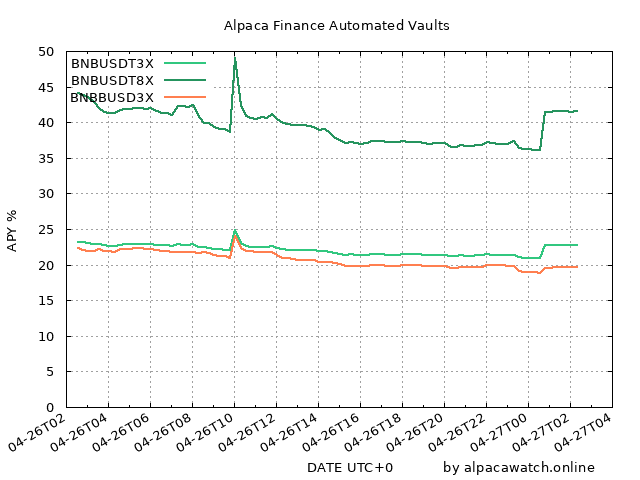 Alpaca Finance Automated Vaults
50
45
40
35
30
25
20
15
10
5
0
APY %
BNBUSDT3X
BNBUSDT8X
BNBBUSD3X
04-26T02
04-26T04
04-26T06
04-26T08
04-26T10
04-26T12
04-26T14
04-26T16
04-26T18
04-26T20
04-26T22
04-27T00
04-27T02
04-27T04
DATE UTC+0
by alpacawatch.online